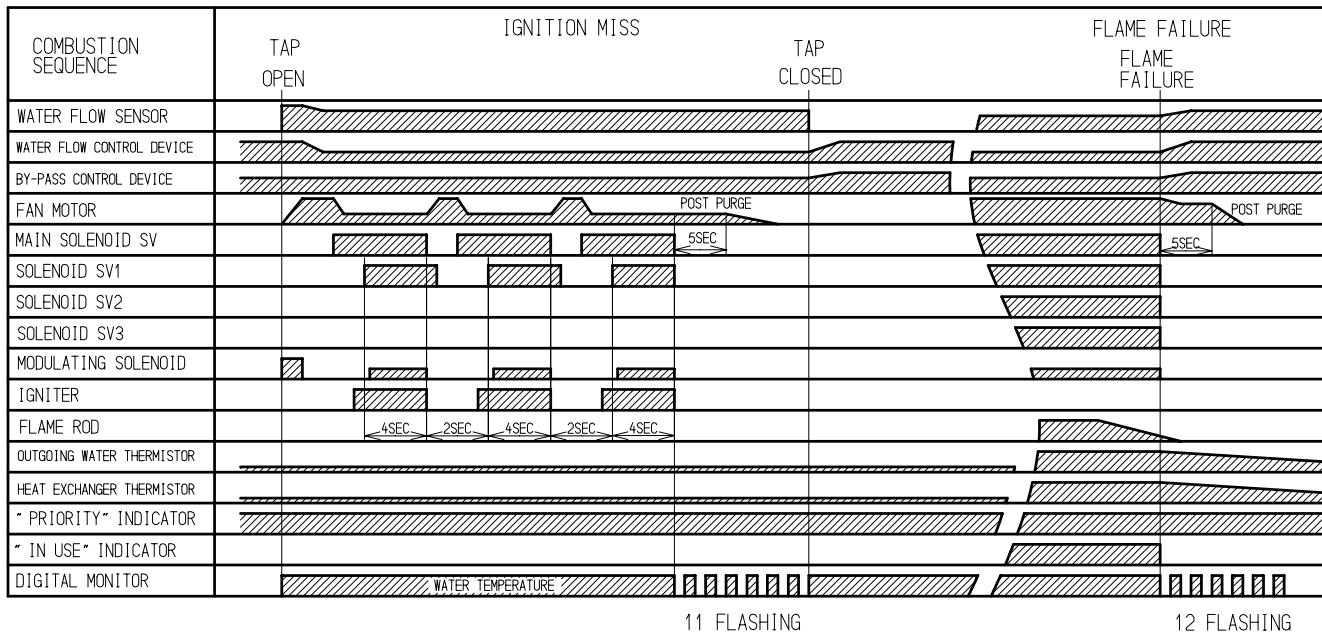 COMBUSTION
SEQUENCE
IGNITION MISS
FLAME FAILURE
TAP
OPEN
TAP
CLOSED
FLAME
FAILURE
WATER FLOW SENSOR
WATER FLOW CONTROL DEVICE
BY-PASS CONTROL DEVICE
FAN MOTOR
POST PURGE
POST PURGE
MAIN SOLENOID SV
5SEC
5SEC
SOLENOID SV1
SOLENOID SV2
SOLENOID SV3
MODULATING SOLENOID
IGNITER
FLAME ROD
4SEC 2SEC 4SEC 2SEC 4SEC
OUTGOING WATER THERMISTOR
HEAT EXCHANGER THERMISTOR
" PRIORITY" INDICATOR
" IN USE" INDICATOR
DIGITAL MONITOR
WATER TEMPERATURE
11 FLASHING
12 FLASHING